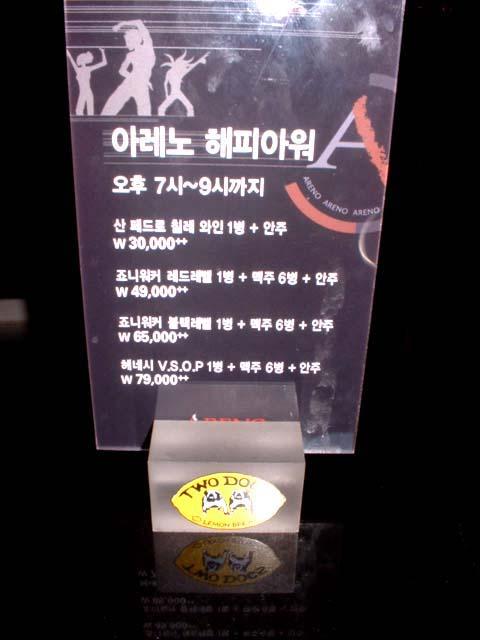 아레노 해피아워
오후 7시~9시까지
산 페드로 칠레 와인 1병 + 안주
₩ 30,000++
죠니워커 레드레벨 1병 + 맥주 6병 + 안주
₩ 49,000++
죠니워커 블랙레벨 1병 + 맥주 6병 + 안주
₩ 65,000++
헤네시 V.S.O.P 1병 + 맥주 6병 + 안주
₩ 79,000++
A
ARENO ARENO ARENO
ARENO
TWO DOGS
LEMON